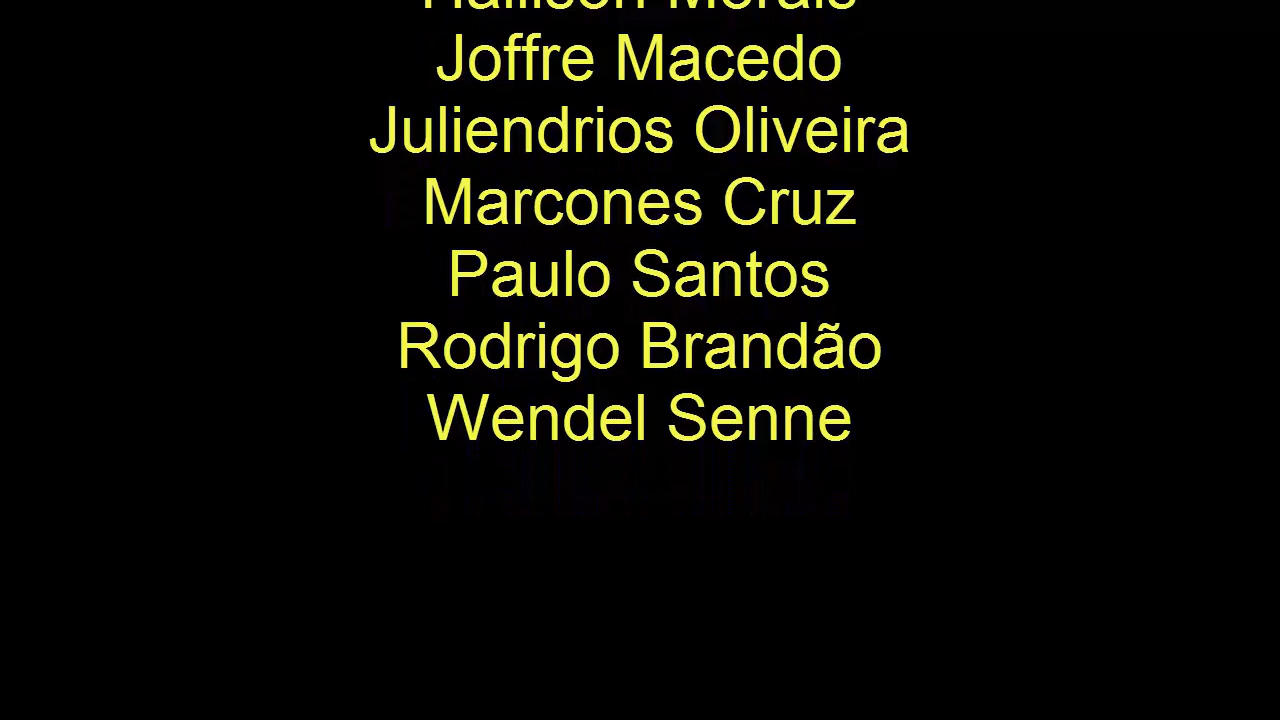 Joffre Macedo
Juliendrios Oliveira
Marcones Cruz
Paulo Santos
Rodrigo Brandão
Wendel Senne